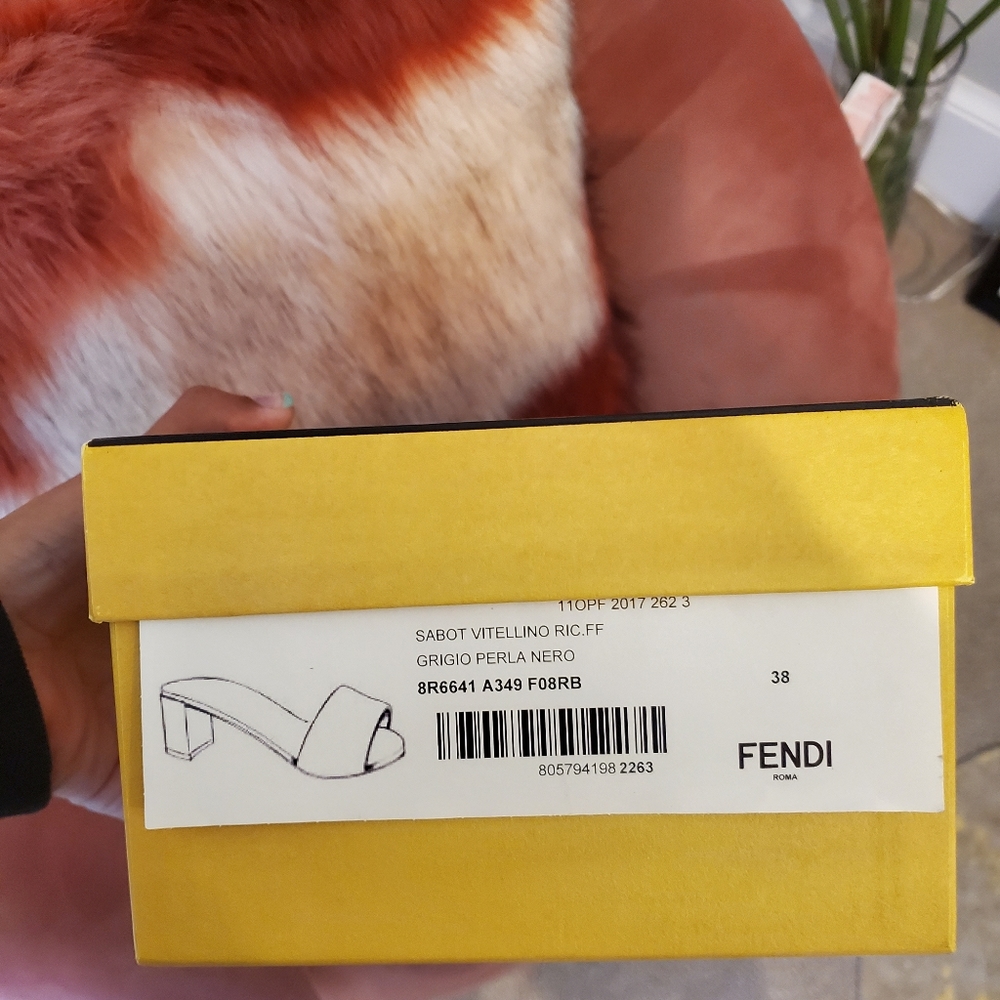 11OPF 2017 262 3
SABOT VITELLINO RIC.FF
GRIGIO PERLA NERO
8R6641 A349 F08RB
38
805794198 2263
FENDI
ROMA